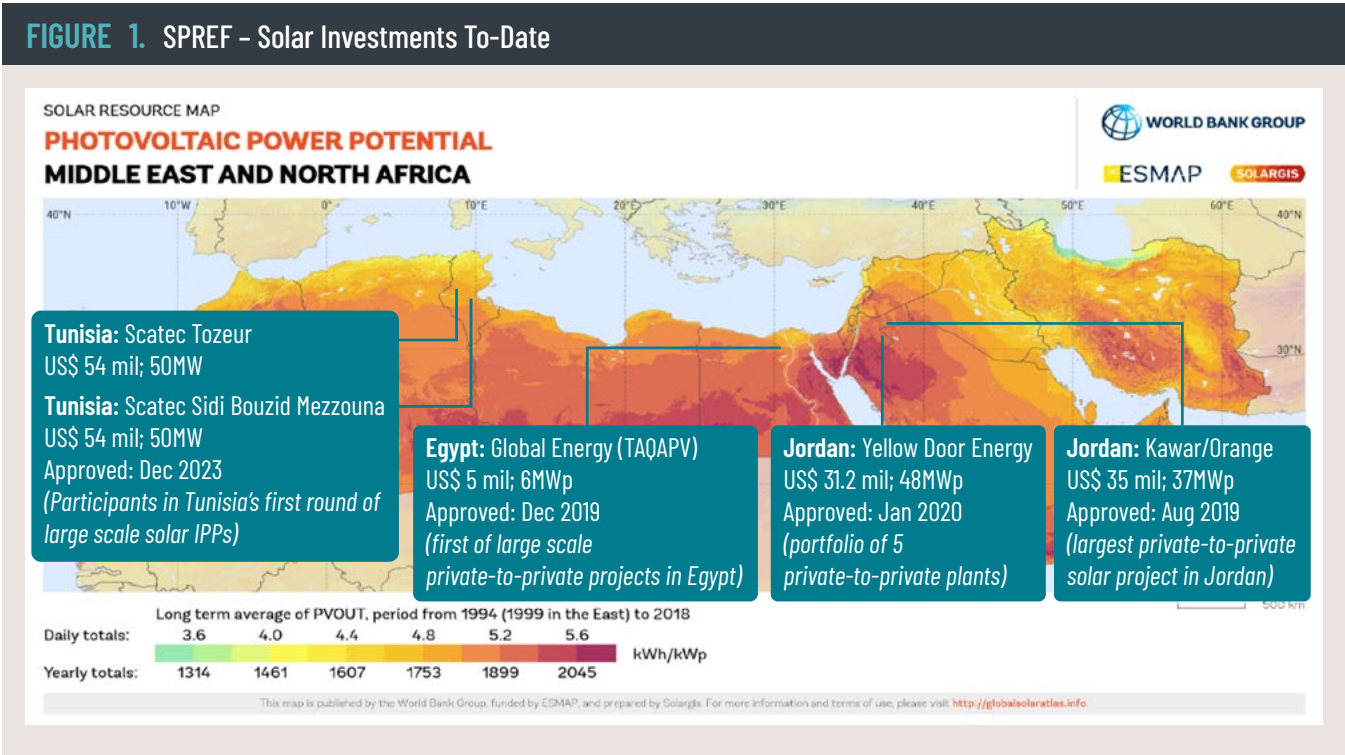 FIGURE 1. SPREF – Solar Investments To-Date
SOLAR RESOURCE MAP
PHOTOVOLTAIC POWER POTENTIAL
MIDDLE EAST AND NORTH AFRICA
WORLD BANK GROUP
ESMAP
SOLARGIS
10°W 0° 10°E 20°E 30°E 40°E 50°E 60°E
40°N 40°N
30°N
Tunisia: Scatec Tozeur
US$ 54 mil; 50MW
Tunisia: Scatec Sidi Bouzid Mezzouna
US$ 54 mil; 50MW
Approved: Dec 2023
(Participants in Tunisia's first round of
large scale solar IPPs)
Egypt: Global Energy (TAQAPV)
US$ 5 mil; 6MWp
Approved: Dec 2019
(first of large scale
private-to-private projects in Egypt)
Jordan: Yellow Door Energy
US$ 31.2 mil; 48MWp
Approved: Jan 2020
(portfolio of 5
private-to-private plants)
Jordan: Kawar/Orange
US$ 35 mil; 37MWp
Approved: Aug 2019
(largest private-to-private
solar project in Jordan)
500 km
Long term average of PVOUT, period from 1994 (1999 in the East) to 2018
Daily totals: 3.6 4.0 4.4 4.8 5.2 5.6
kWh/kWp
Yearly totals: 1314 1461 1607 1753 1899 2045
This map is published by the World Bank Group, funded by ESMAP, and prepared by Solargis. For more information and terms of use, please visit http://globalsolaratlas.info.